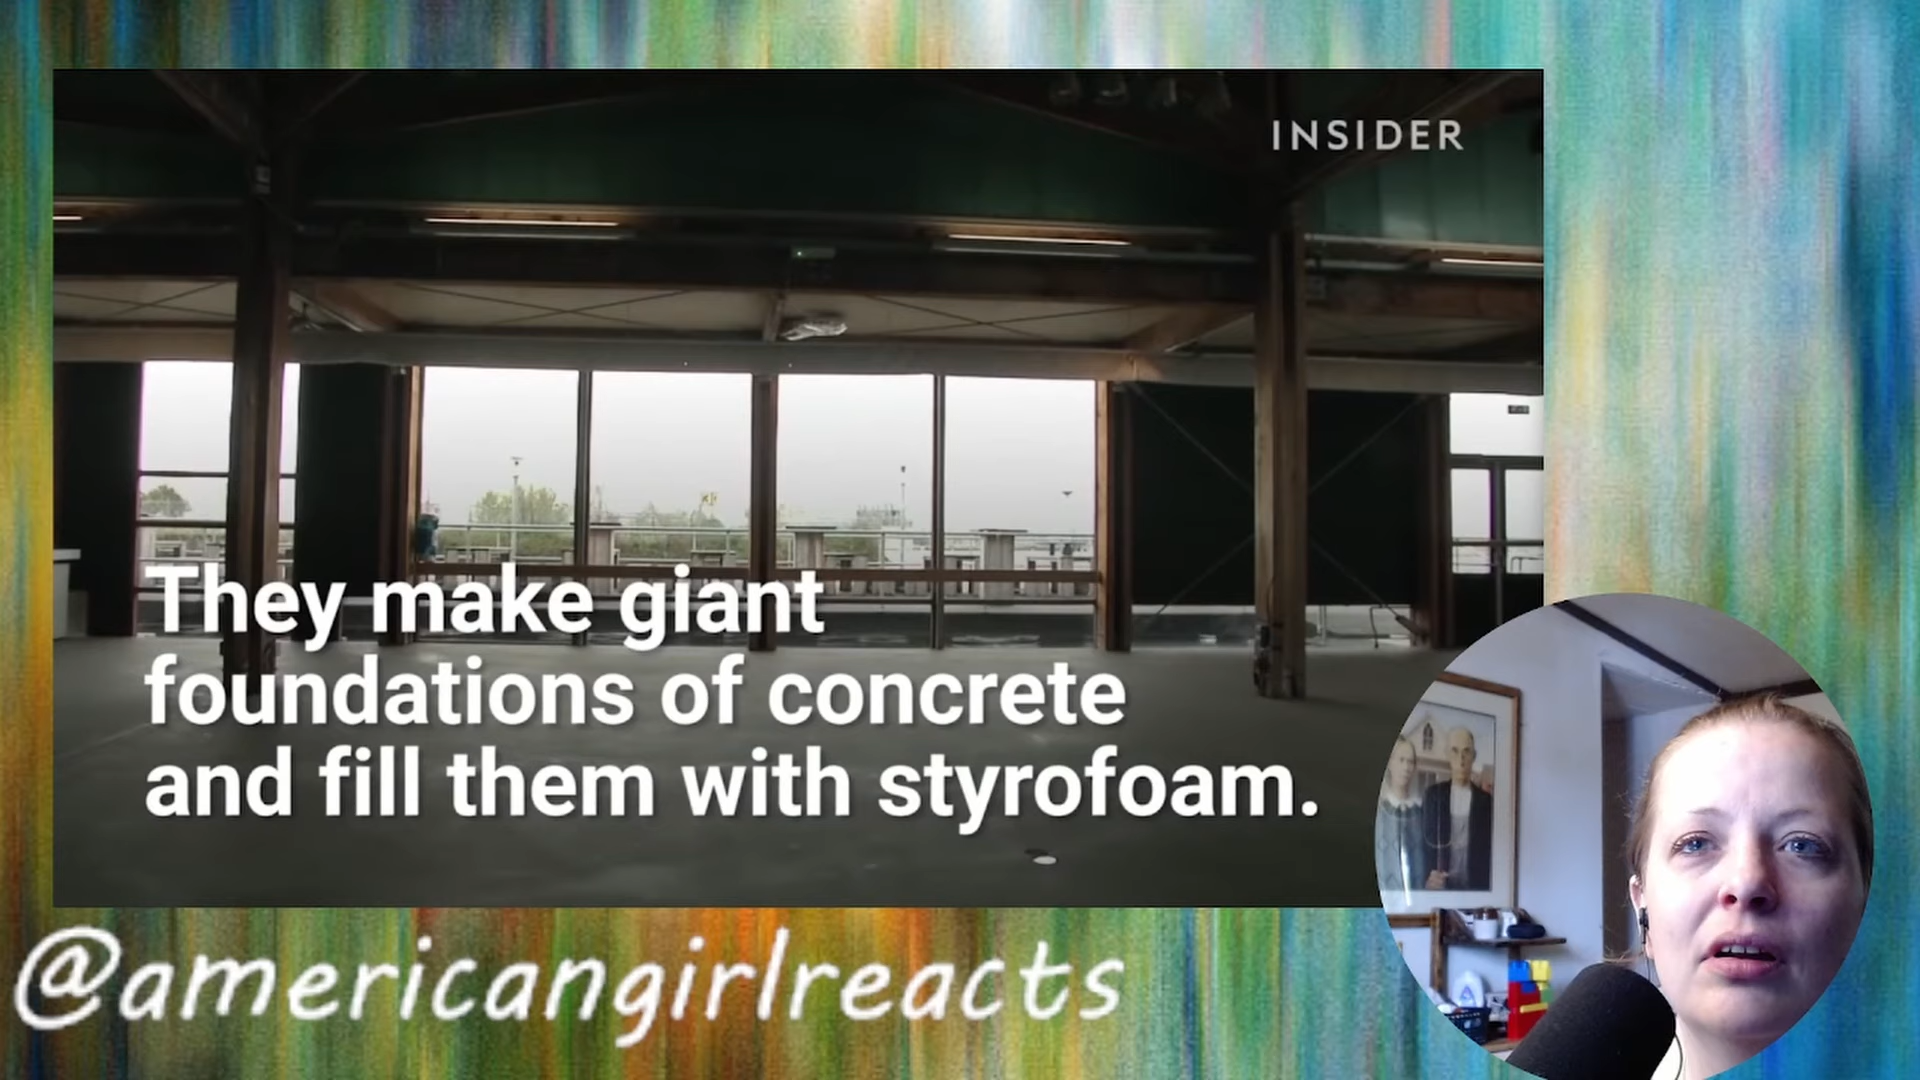 INSIDER
They make giant
foundations of concrete
and fill them with styrofoam.
@americangirlreacts